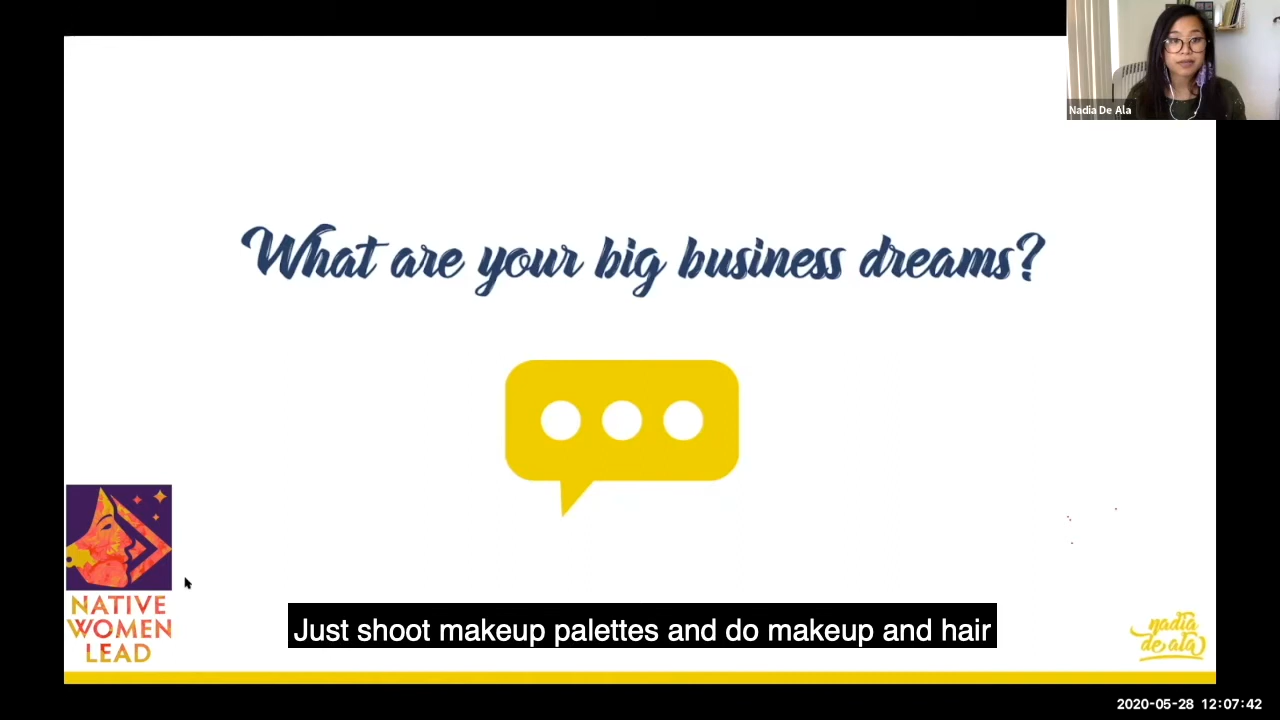 Nadia De Ala
What are your big business dreams?
NATIVE
WOMEN
LEAD
Just shoot makeup palettes and do makeup and hair
nadia
de ala
2020-05-28 12:07:42